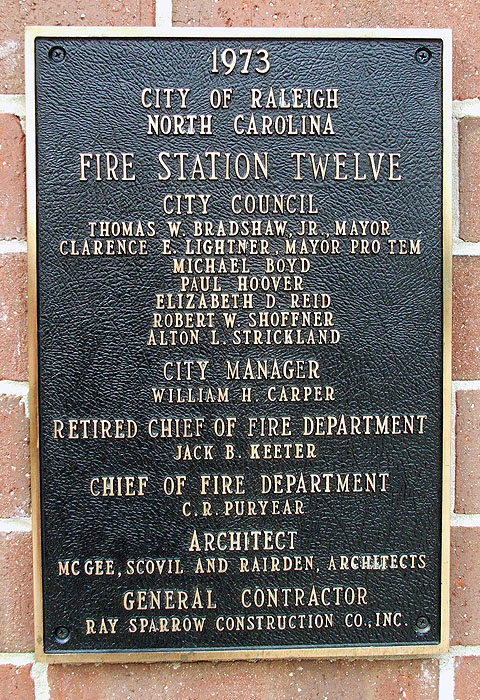 1973
CITY OF RALEIGH
NORTH CAROLINA
FIRE STATION TWELVE
CITY COUNCIL
THOMAS W. BRADSHAW, JR., MAYOR
CLARENCE E. LIGHTNER, MAYOR PRO TEM
MICHAEL BOYD
PAUL HOOVER
ELIZABETH D. REID
ROBERT W. SHOFFNER
ALTON L. STRICKLAND
CITY MANAGER
WILLIAM H. CARPER
RETIRED CHIEF OF FIRE DEPARTMENT
JACK B. KEETER
CHIEF OF FIRE DEPARTMENT
C. R. PURYEAR
ARCHITECT
MCGEE, SCOVIL AND RAIRDEN, ARCHITECTS
GENERAL CONTRACTOR
RAY SPARROW CONSTRUCTION CO., INC.